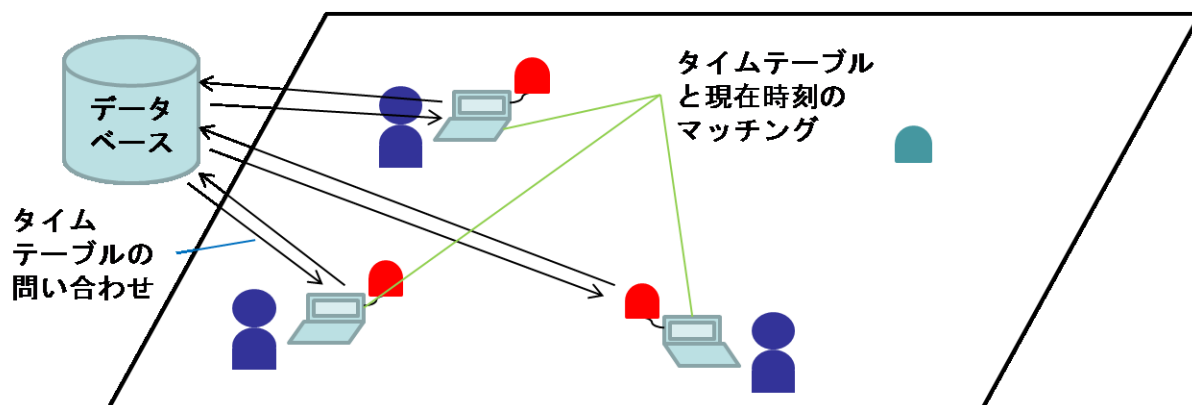 データ
ベース
タイムテーブル
と現在時刻の
マッチング
タイム
テーブルの
問い合わせ